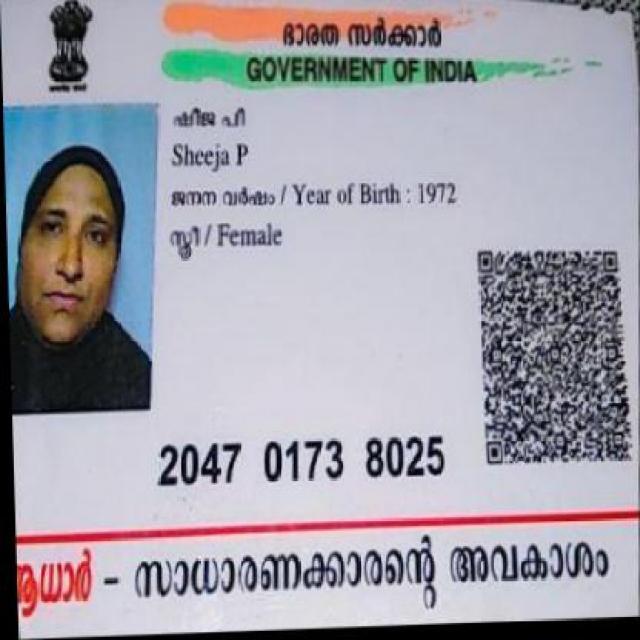 ഭാരത സർക്കാർ
GOVERNMENT OF INDIA
ഷീജ പി
Sheeja P
ജനന വർഷം / Year of Birth : 1972
സ്ത്രീ / Female
2047 0173 8025
ആധാർ - സാധാരണക്കാരന്റെ അവകാശം